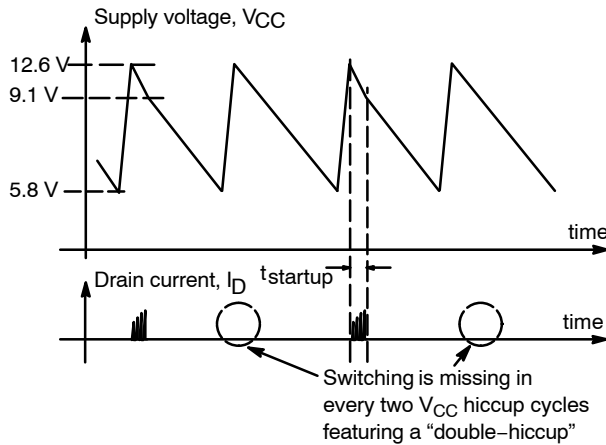 Supply voltage, VCC
12.6 V
9.1 V
5.8 V
time
tstartup
Drain current, ID
time
Switching is missing in
every two VCC hiccup cycles
featuring a “double−hiccup”